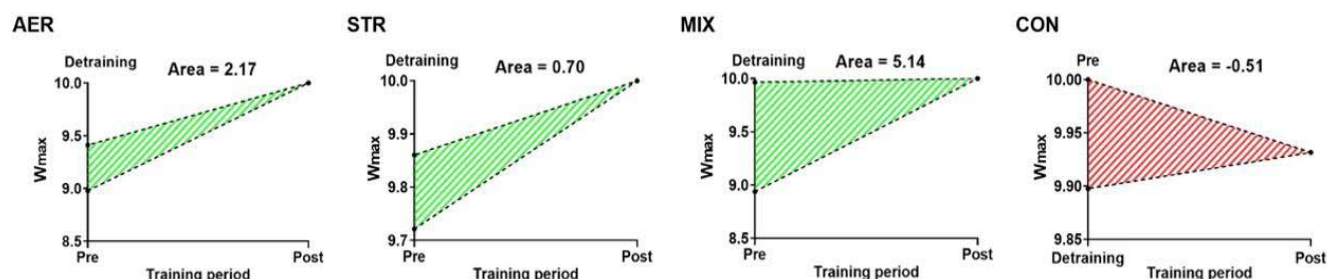 AER
Detraining
Area = 2.17
10.0
9.5
9.0
8.5
Wmax
Pre
Post
Training period
STR
Detraining
Area = 0.70
10.0
9.9
9.8
9.7
Wmax
Pre
Post
Training period
MIX
Detraining
Area = 5.14
10.0
9.5
9.0
8.5
Wmax
Pre
Post
Training period
CON
Pre
Area = -0.51
10.00
9.95
9.90
9.85
Wmax
Detraining
Post
Training period